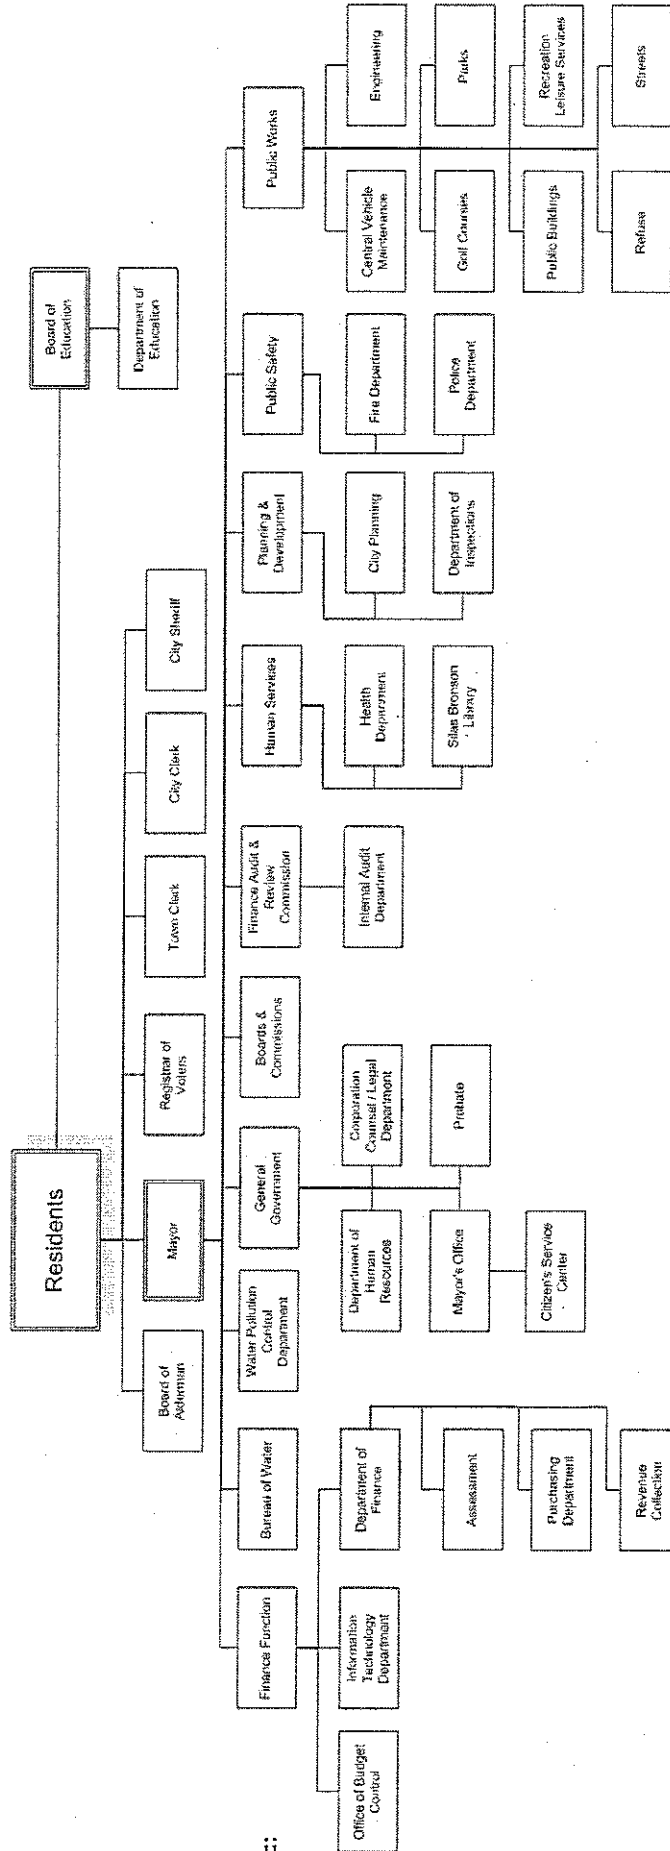 Residents
Board of
Education
Department of
Education
Board of
Alderman
Mayor
Registrar of
Voters
Town Clerk
City Clerk
City Sheriff
Finance Function
Bureau of Water
Water Pollution
Control
Department
General
Government
Boards &
Commissions
Finance Audit &
Review
Commission
Human Services
Planning &
Development
Public Safety
Public Works
Office of Budget
Control
Information
Technology
Department
Department of
Finance
Assessment
Purchasing
Department
Revenue
Collection
Department of
Human
Resources
Corporation
Counsel / Legal
Department
Mayor's Office
Probate
Citizen's Service
Center
Internal Audit
Department
Health
Department
Silas Bronson
Library
City Planning
Department of
Inspections
Fire Department
Police
Department
Central Vehicle
Maintenance
Engineering
Golf Courses
Parks
Public Buildings
Recreation
Leisure Services
Refuse
Streets